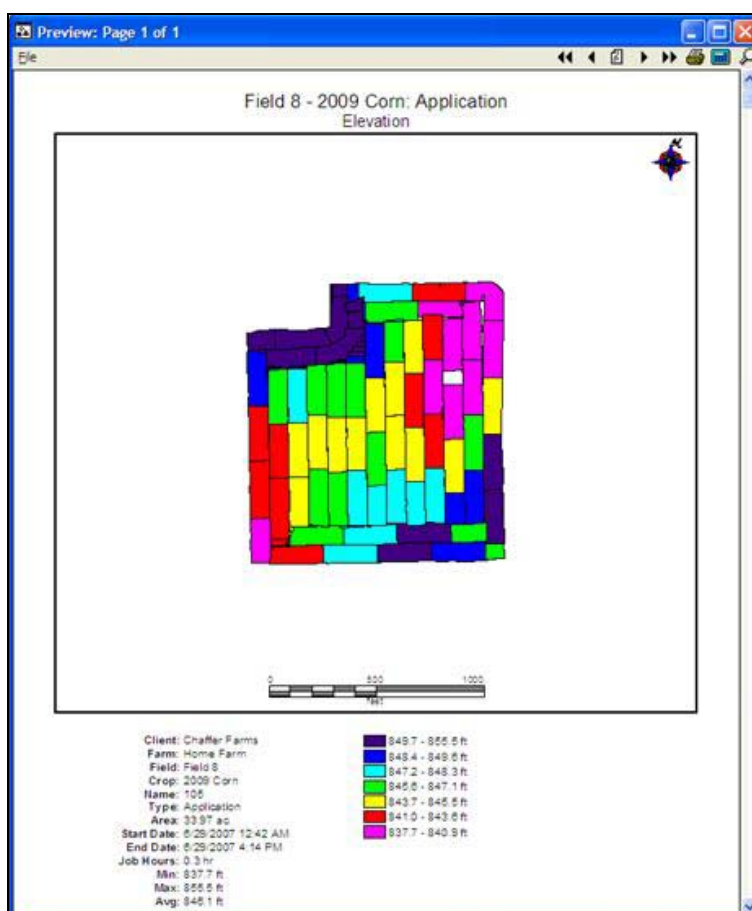 Preview: Page 1 of 1
File
Field 8 - 2009 Corn: Application
Elevation
N
0 500 1000
feet
Client: Chaffer Farms
Farm: Home Farm
Field: Field 8
Crop: 2009 Corn
Name: 105
Type: Application
Area: 33.97 ac
Start Date: 6/29/2007 12:42 AM
End Date: 6/29/2007 4:14 PM
Job Hours: 0.3 hr
Min: 837.7 ft
Max: 855.5 ft
Avg: 845.1 ft
849.7 - 855.5 ft
848.4 - 849.6 ft
847.2 - 848.3 ft
845.6 - 847.1 ft
843.7 - 845.5 ft
841.0 - 843.6 ft
837.7 - 840.9 ft